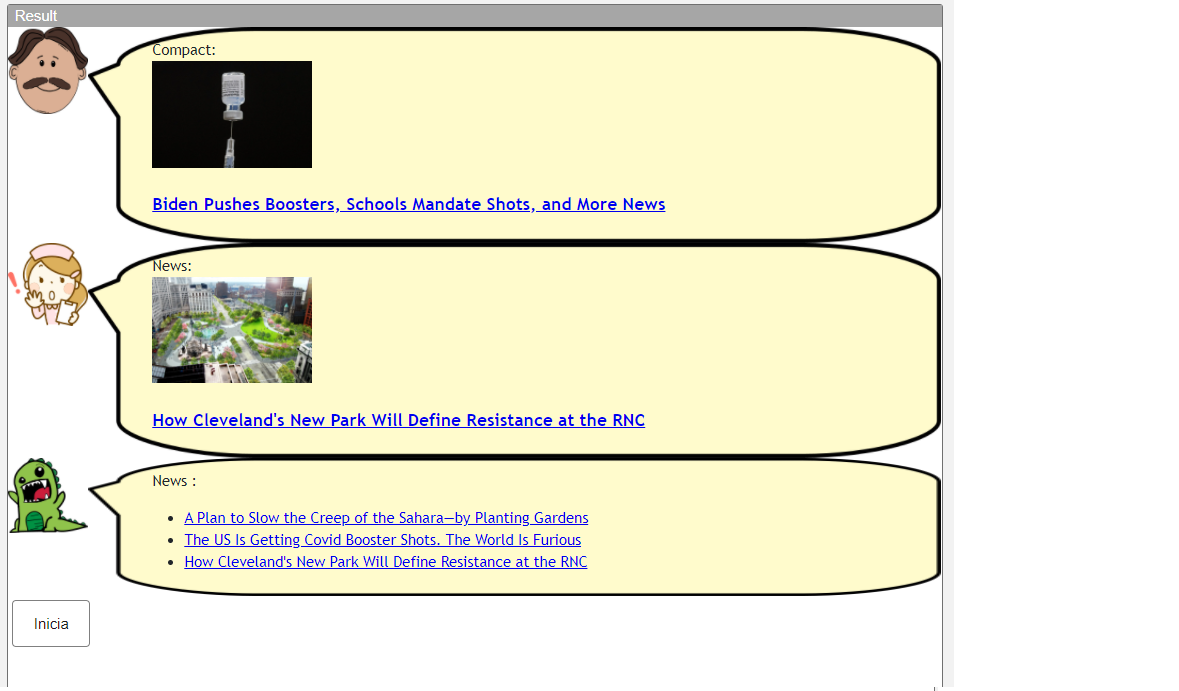 Result
Compact:
Biden Pushes Boosters, Schools Mandate Shots, and More News
News:
How Cleveland's New Park Will Define Resistance at the RNC
News :
A Plan to Slow the Creep of the Sahara—by Planting Gardens
The US Is Getting Covid Booster Shots. The World Is Furious
How Cleveland's New Park Will Define Resistance at the RNC
Inicia